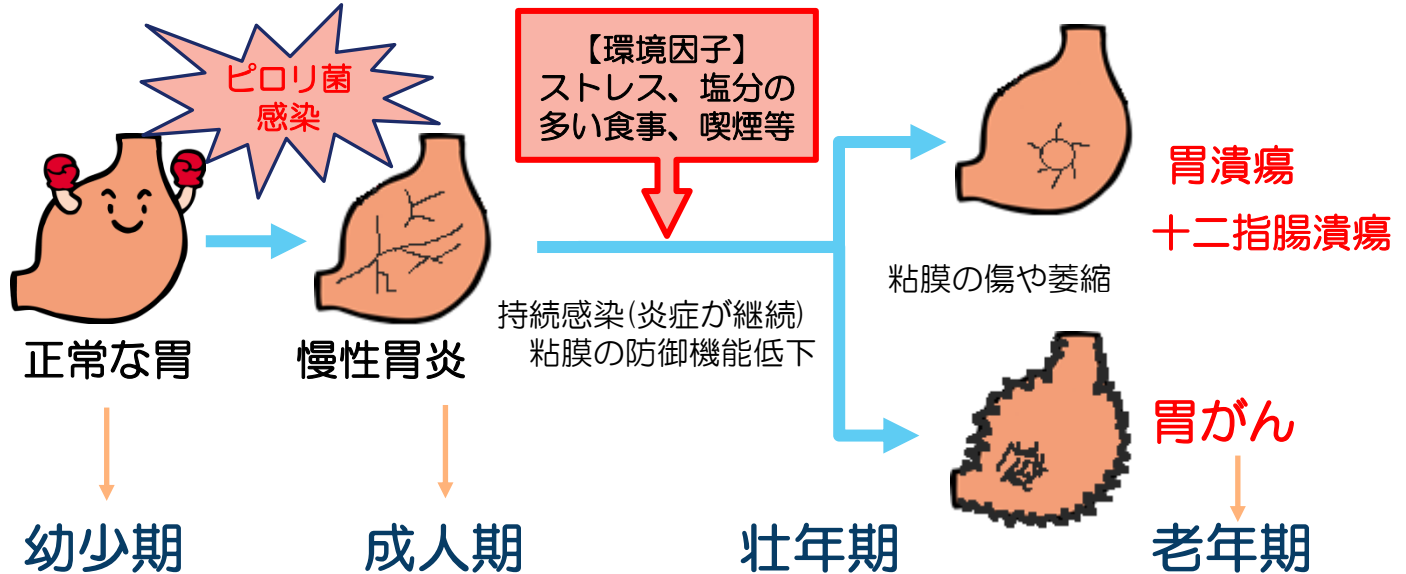 ピロリ菌
感染
【環境因子】
ストレス、塩分の
多い食事、喫煙等
胃潰瘍
十二指腸潰瘍
粘膜の傷や萎縮
持続感染(炎症が継続)
粘膜の防御機能低下
正常な胃
慢性胃炎
胃がん
幼少期
成人期
壮年期
老年期